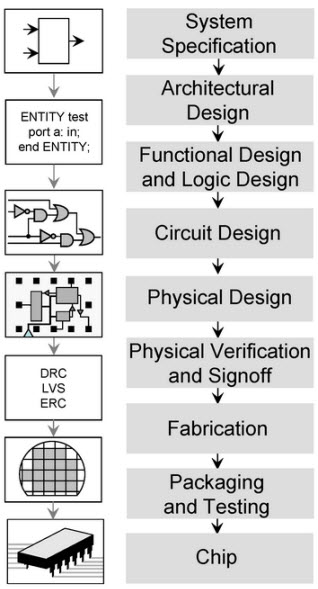 System
Specification
Architectural
Design
ENTITY test
port a: in;
end ENTITY;
Functional Design
and Logic Design
Circuit Design
Physical Design
Physical Verification
and Signoff
DRC
LVS
ERC
Fabrication
Packaging
and Testing
Chip